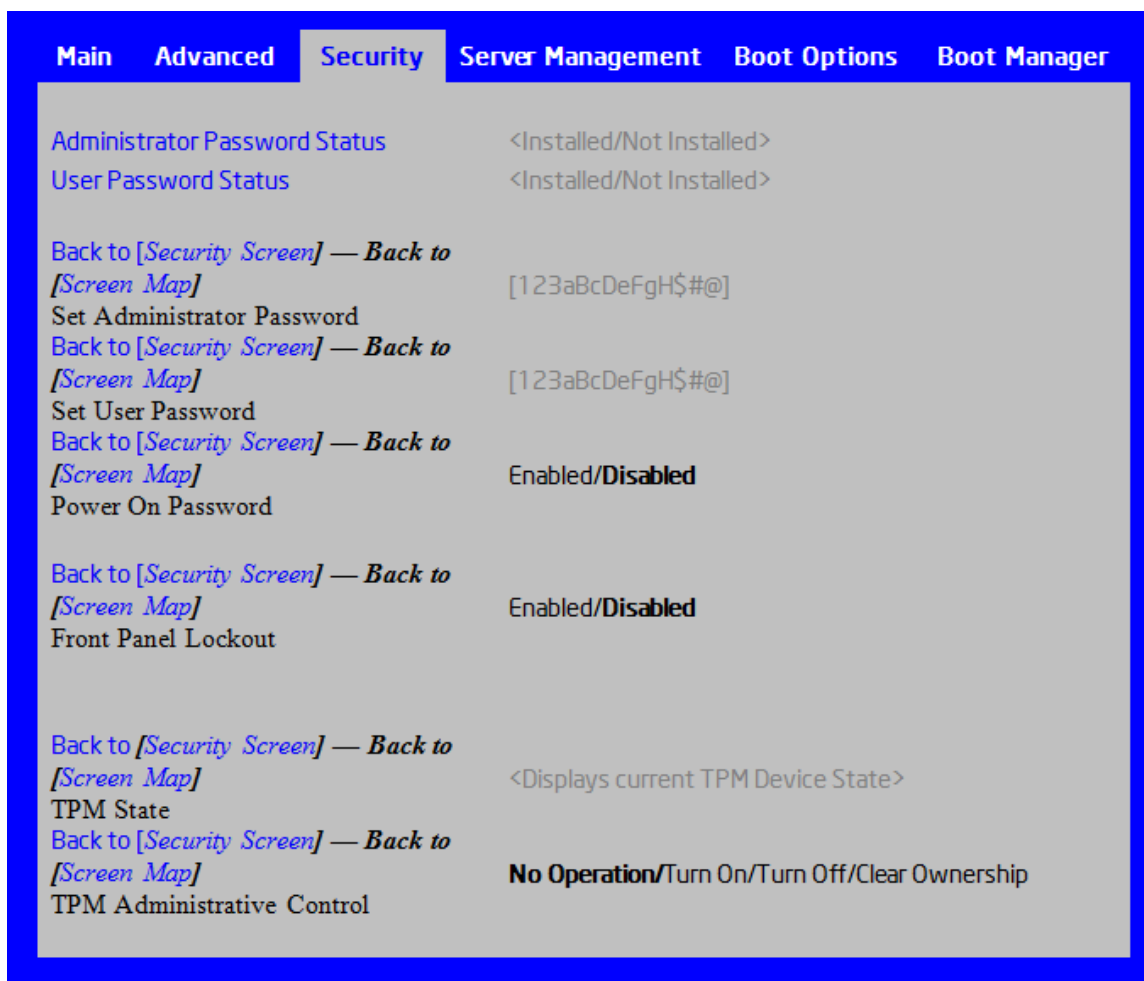 Main Advanced Security Server Management Boot Options Boot Manager
Administrator Password Status <Installed/Not Installed>
User Password Status <Installed/Not Installed>
Back to [Security Screen] — Back to
[Screen Map] [123aBcDeFgH$#@]
Set Administrator Password
Back to [Security Screen] — Back to
[Screen Map] [123aBcDeFgH$#@]
Set User Password
Back to [Security Screen] — Back to
[Screen Map] Enabled/Disabled
Power On Password
Back to [Security Screen] — Back to
[Screen Map] Enabled/Disabled
Front Panel Lockout
Back to [Security Screen] — Back to
[Screen Map] <Displays current TPM Device State>
TPM State
Back to [Security Screen] — Back to
[Screen Map] No Operation/Turn On/Turn Off/Clear Ownership
TPM Administrative Control